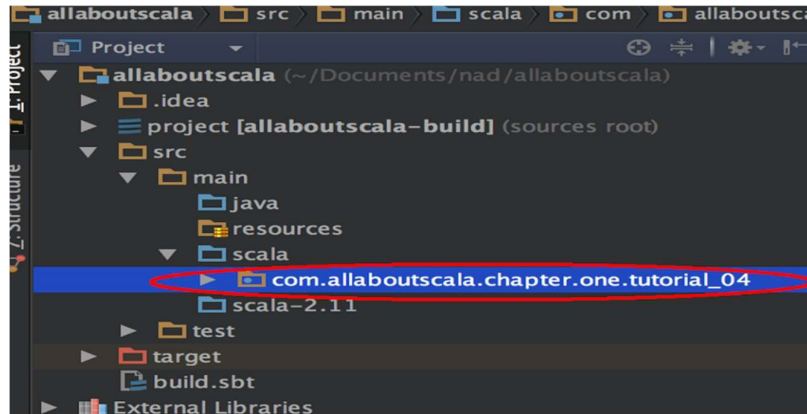 allaboutscala src main scala com allaboutsc
Project
1: Project
allaboutscala (~/Documents/nad/allaboutscala)
.idea
project [allaboutscala-build] (sources root)
src
main
java
resources
scala
com.allaboutscala.chapter.one.tutorial_04
scala-2.11
test
target
build.sbt
External Libraries
7: Structure